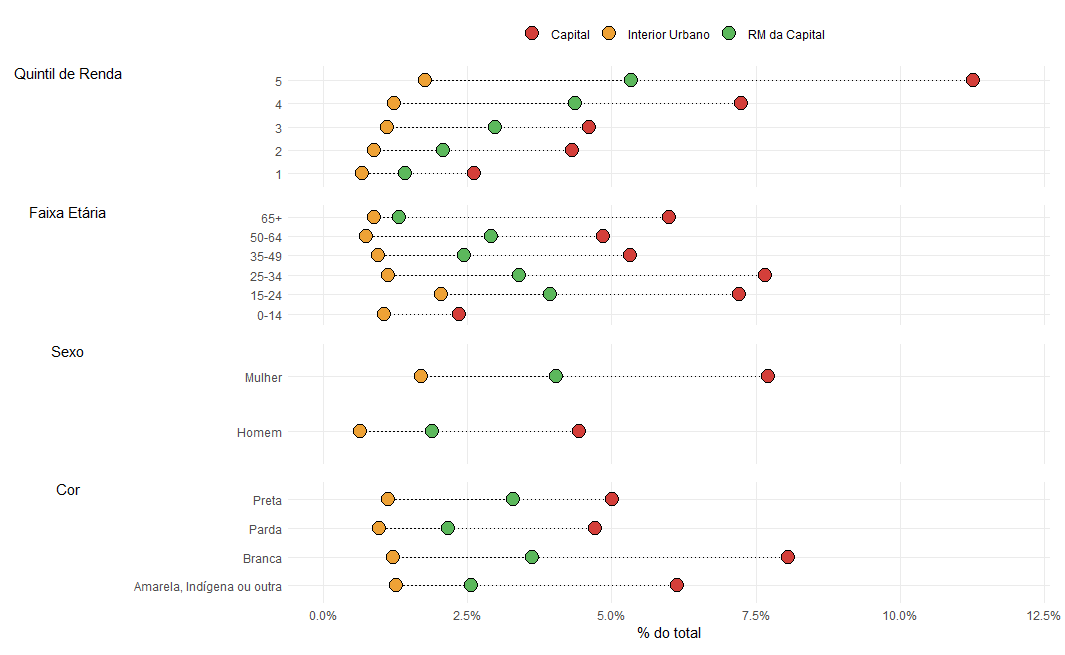 Capital Interior Urbano RM da Capital
Quintil de Renda
5
4
3
2
1
Faixa Etária
65+
50-64
35-49
25-34
15-24
0-14
Sexo
Mulher
Homem
Cor
Preta
Parda
Branca
Amarela, Indígena ou outra
0.0% 2.5% 5.0% 7.5% 10.0% 12.5%
% do total